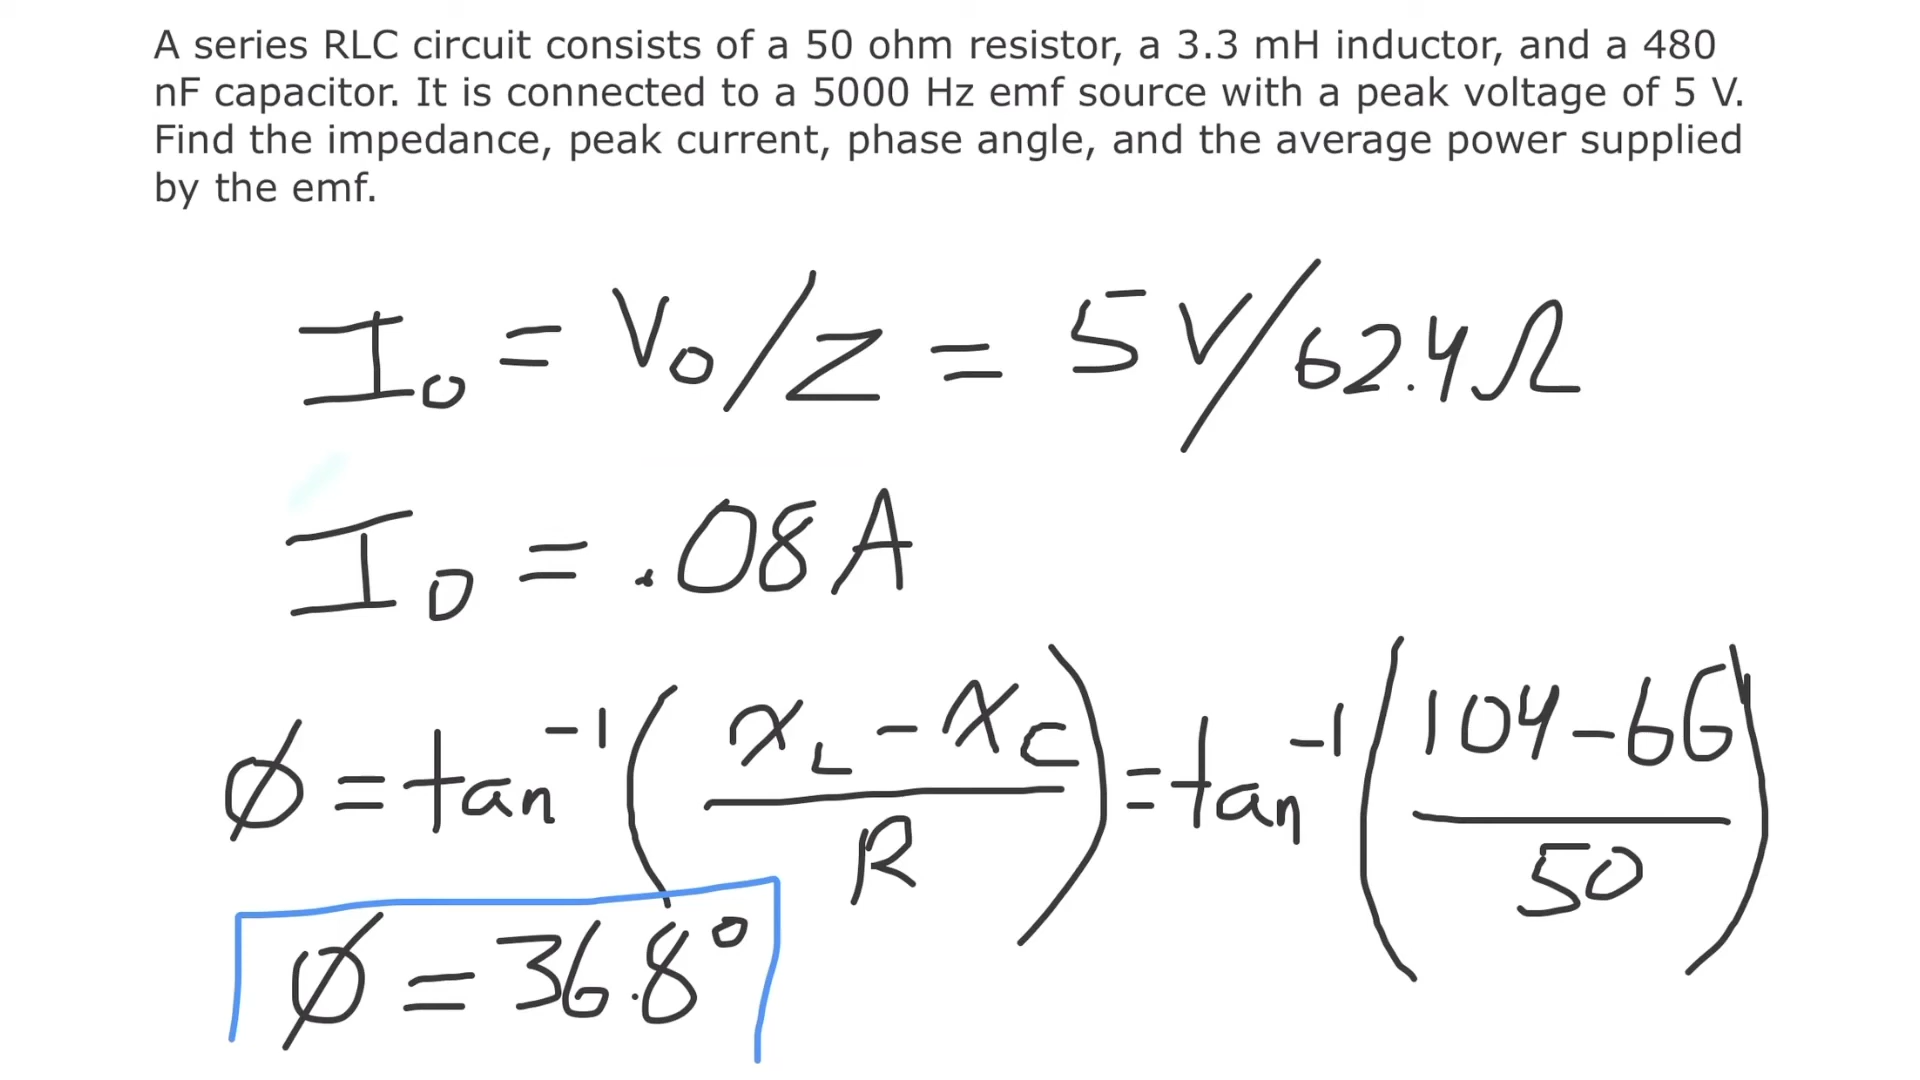 A series RLC circuit consists of a 50 ohm resistor, a 3.3 mH inductor, and a 480
nF capacitor. It is connected to a 5000 Hz emf source with a peak voltage of 5 V.
Find the impedance, peak current, phase angle, and the average power supplied
by the emf.
I₀ = V₀/Z = 5V/62.4Ω
I₀ = .08A
ø = tan⁻¹((x_L - x_C)/R) = tan⁻¹((104-66)/50)
ø = 36.8°